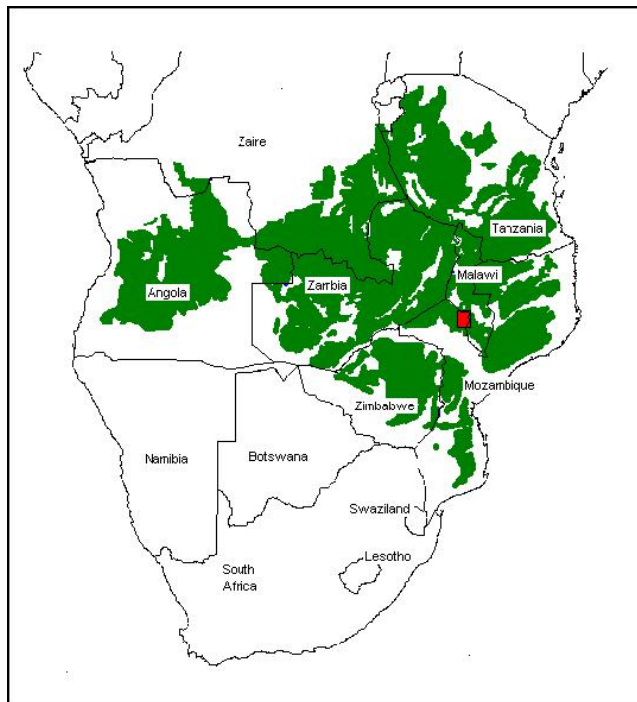 Zaire
Tanzania
Malawi
Angola
Zambia
Mozambique
Zimbabwe
Namibia
Botswana
Swaziland
Lesotho
South
Africa